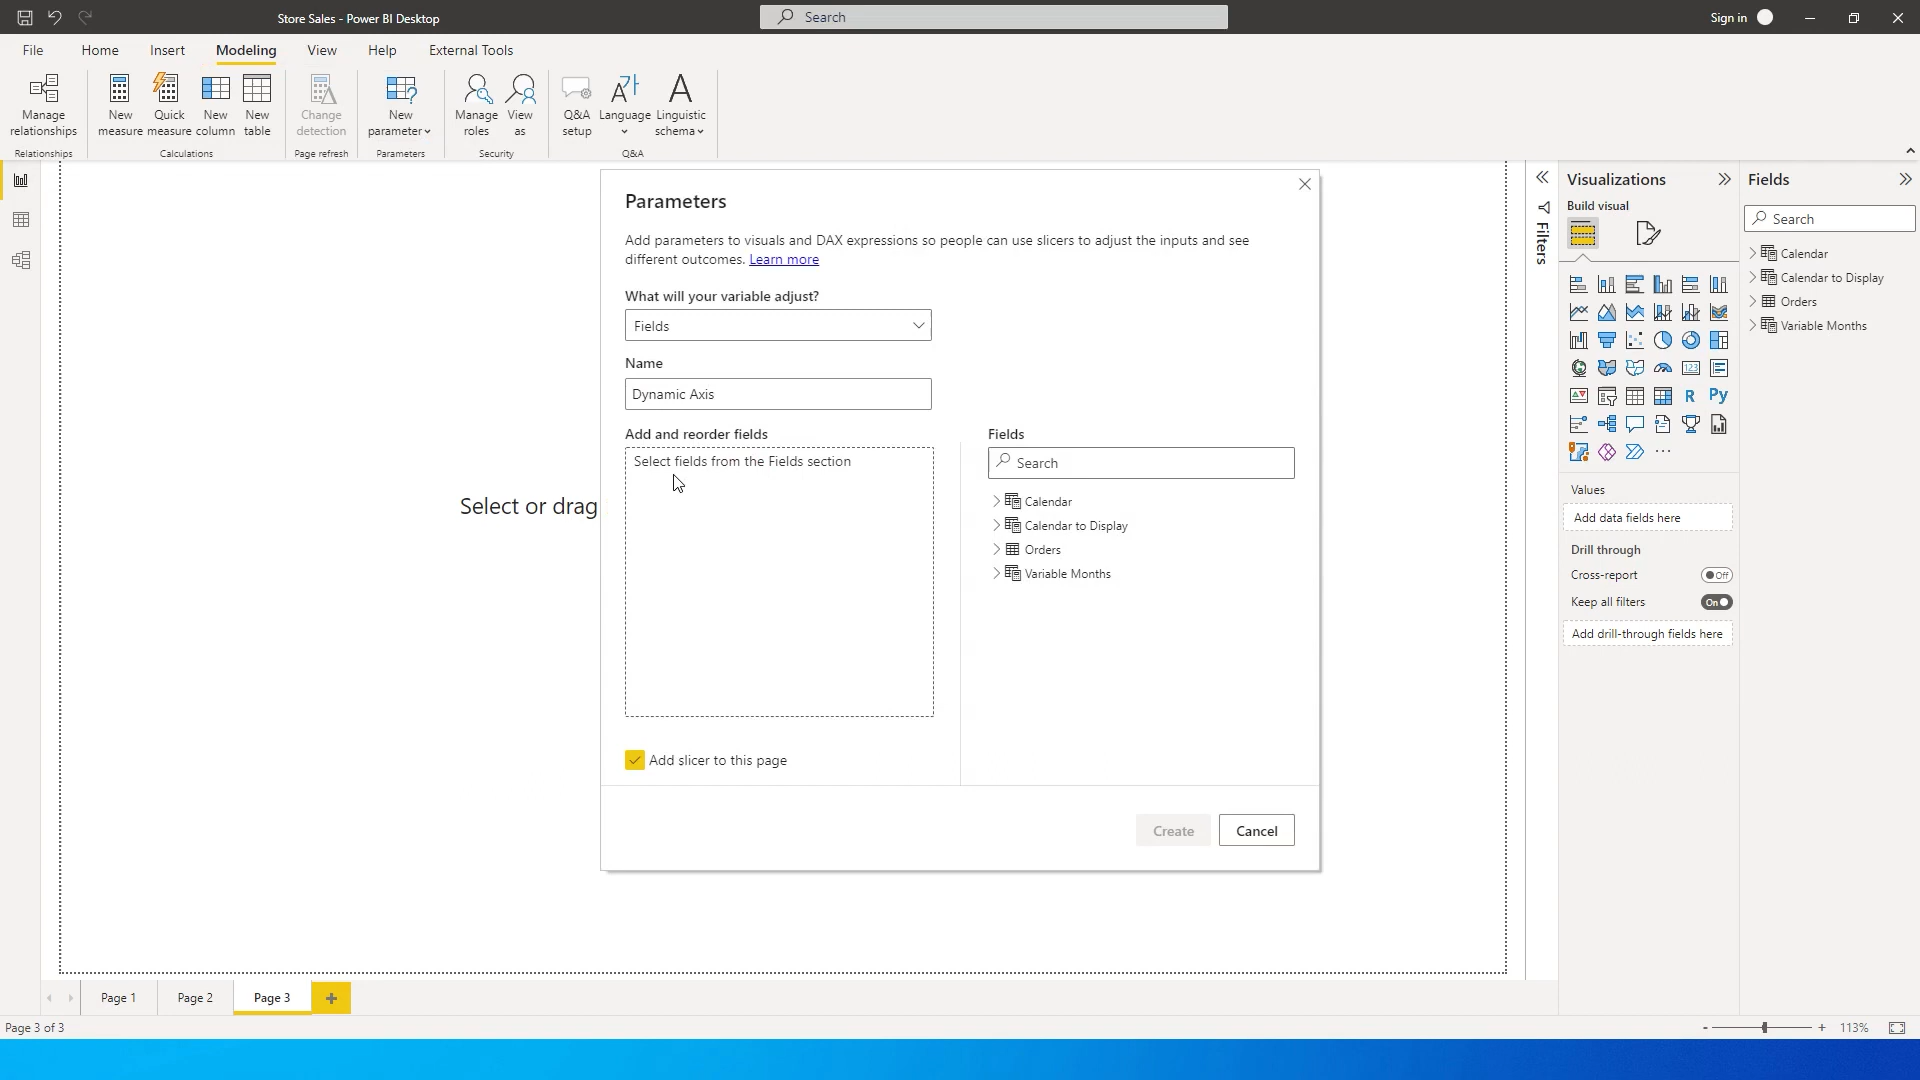 Store Sales - Power BI Desktop
Search
Sign in
File
Home
Insert
Modeling
View
Help
External Tools
Manage
relationships
New
measure
Quick
measure
New
column
New
table
Change
detection
New
parameter
Manage
roles
View
as
Q&A
setup
Language
Linguistic
schema
Relationships
Calculations
Page refresh
Parameters
Security
Q&A
Parameters
Add parameters to visuals and DAX expressions so people can use slicers to adjust the inputs and see
different outcomes. Learn more
What will your variable adjust?
Fields
Name
Dynamic Axis
Add and reorder fields
Select fields from the Fields section
Fields
Search
Calendar
Calendar to Display
Orders
Variable Months
Add slicer to this page
Create
Cancel
Select or drag
Filters
Visualizations
Build visual
123
R
Py
Values
Add data fields here
Drill through
Cross-report
Off
Keep all filters
On
Add drill-through fields here
Fields
Search
Calendar
Calendar to Display
Orders
Variable Months
Page 1
Page 2
Page 3
+
Page 3 of 3
- + 113%